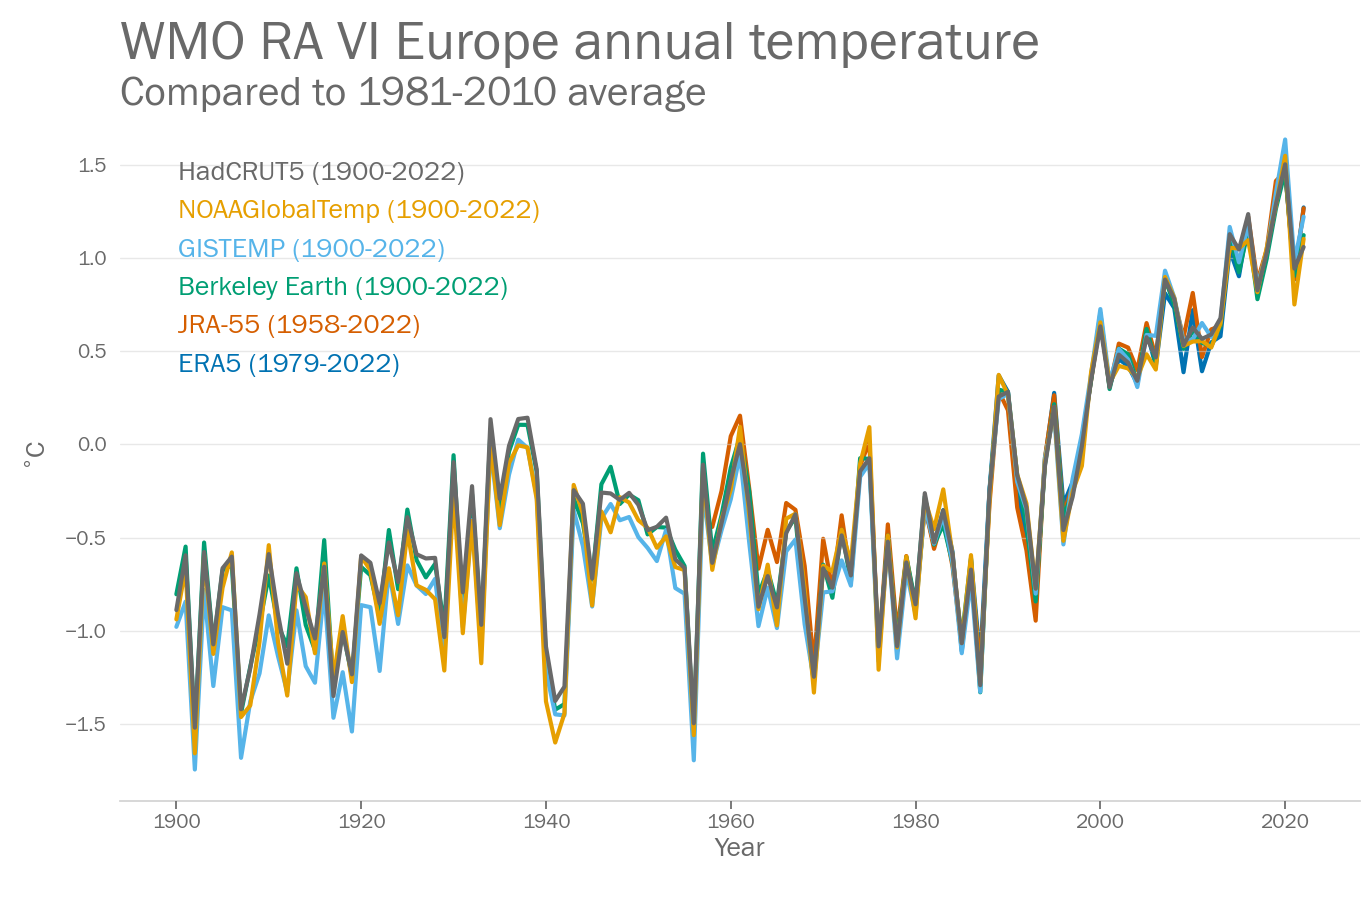 WMO RA VI Europe annual temperature
Compared to 1981-2010 average
1.5
HadCRUT5 (1900-2022)
NOAAGlobalTemp (1900-2022)
GISTEMP (1900-2022)
1.0
Berkeley Earth (1900-2022)
JRA-55 (1958-2022)
0.5
ERA5 (1979-2022)
0.0
°C
−0.5
−1.0
−1.5
1900 1920 1940 1960 1980 2000 2020
Year